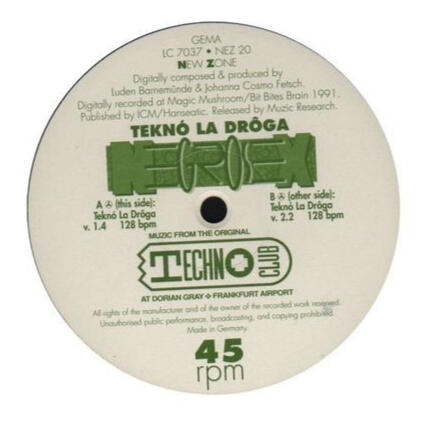 GEMA
LC 7037 • NEZ 20
NEW ZONE
Digitally composed & produced by
Luden Barnemünde & Johanna Cosmo Fetsch.
Digitally recorded at Magic Mushroom/Bit Bites Brain 1991.
Published by ICM/Hanseatic. Released by Muzic Research.
TEKNÓ LA DRÔGA
NEGROSEX
A (this side):
Teknó La Drôga
v. 1.4 128 bpm
B (other side):
Teknó La Drôga
v. 2.2 128 bpm
MUZIC FROM THE ORIGINAL
TECHNO CLUB
AT DORIAN GRAY ✧ FRANKFURT AIRPORT
All rights of the manufacturer and of the owner of the recorded work reserved.
Unauthorised public performance, broadcasting, and copying prohibited.
Made in Germany.
45
rpm